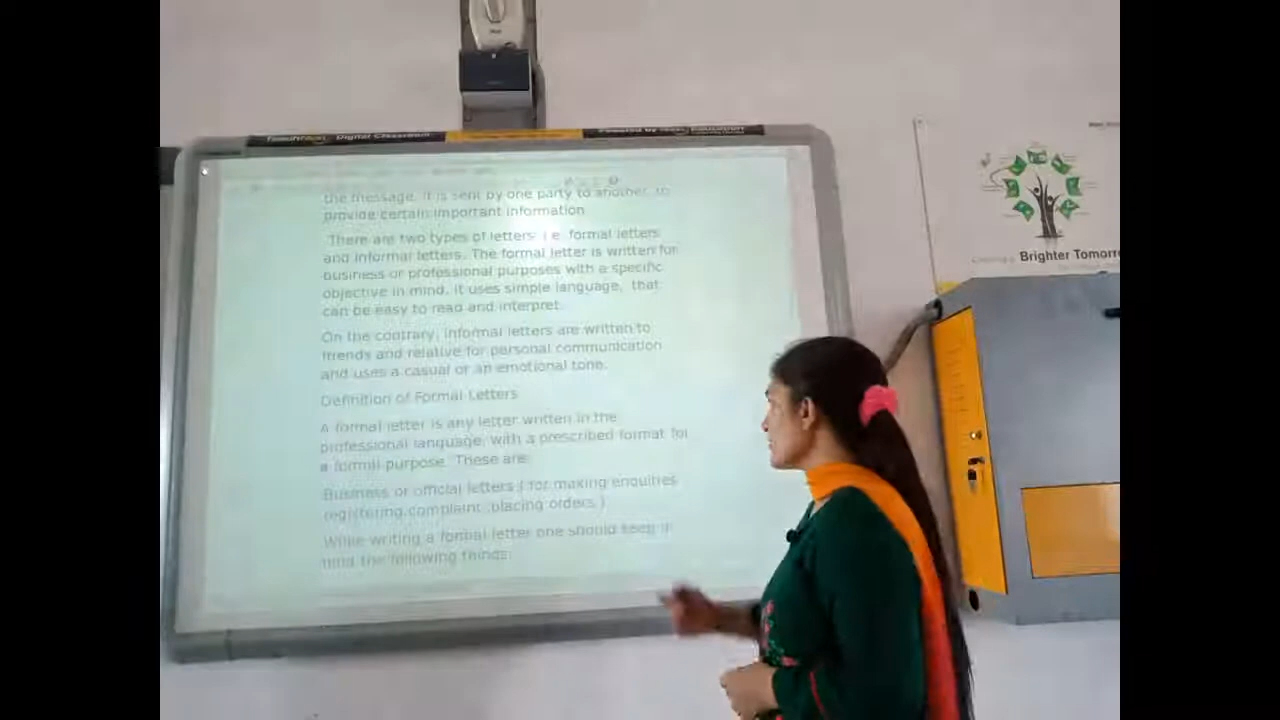 TeachNext Digital Classroom
Powered by Next Education
the message. It is sent by one party to another, to
provide certain important information
There are two types of letters i.e. formal letters
and informal letters. The formal letter is written for
business or professional purposes with a specific
objective in mind. It uses simple language, that
can be easy to read and interpret.
On the contrary, informal letters are written to
friends and relative for personal communication
and uses a casual or an emotional tone.
Definition of Formal Letters
A formal letter is any letter written in the
professional language, with a prescribed format for
a formal purpose. These are:
Business or official letters ( for making enquiries
registering complaint ,placing orders )
While writing a formal letter one should keep in
mind the following things:
Brighter Tomorro